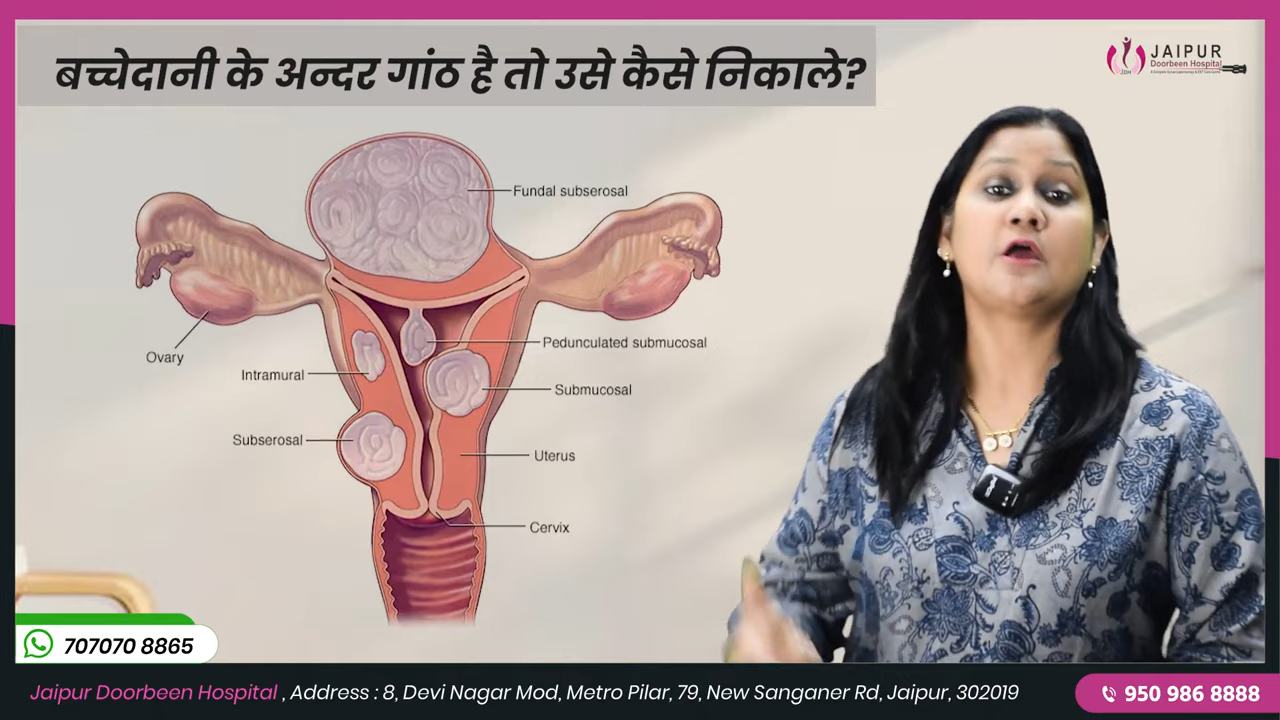 बच्चेदानी के अन्दर गांठ है तो उसे कैसे निकाले?
JAIPUR
Doorbeen Hospital
JDH
Fundal subserosal
Ovary
Pedunculated submucosal
Intramural
Submucosal
Subserosal
Uterus
Cervix
707070 8865
Jaipur Doorbeen Hospital , Address : 8, Devi Nagar Mod, Metro Pilar, 79, New Sanganer Rd, Jaipur, 302019
950 986 8888